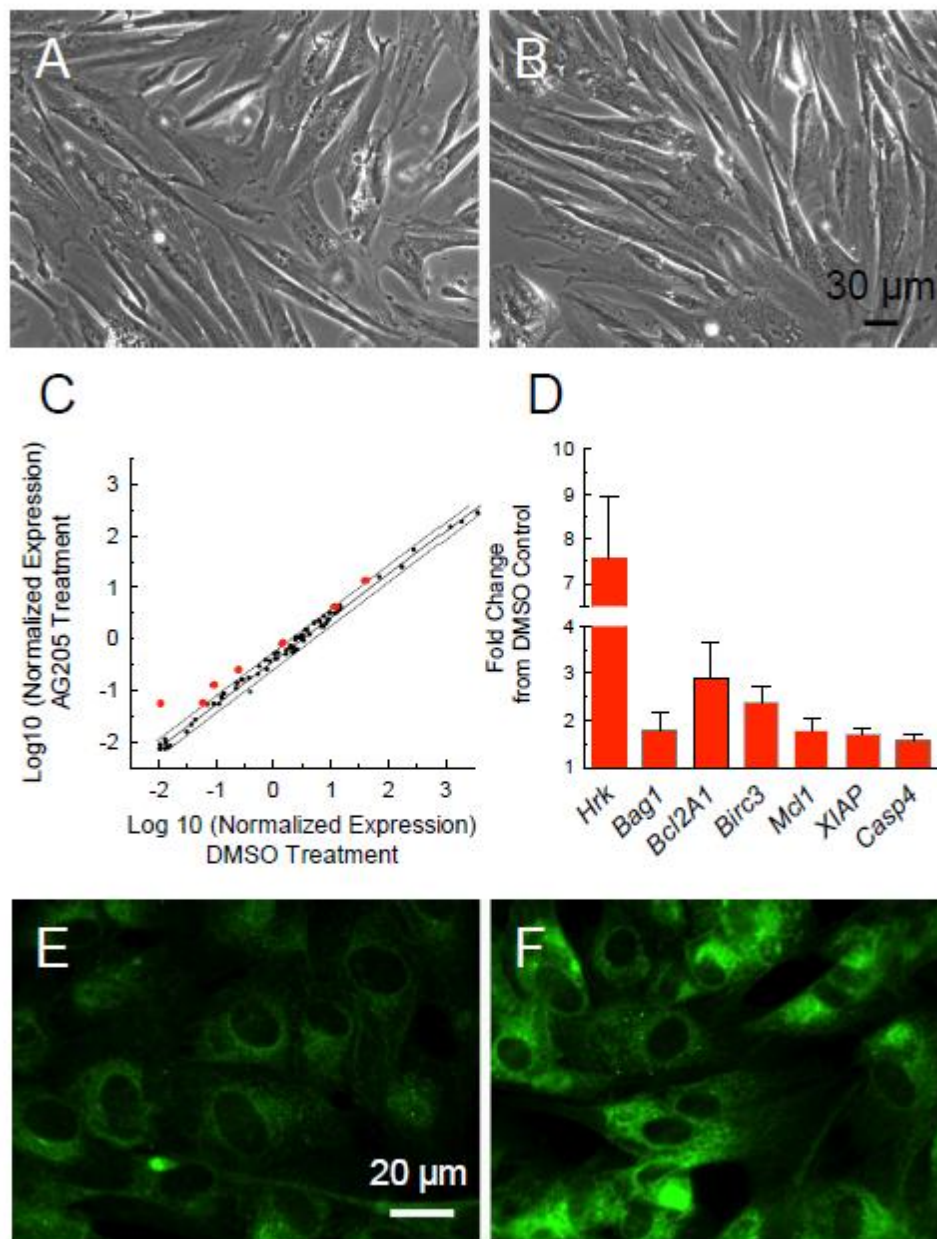 A
B
30 µm
C
D
Log10 (Normalized Expression)
AG205 Treatment
3
2
1
0
-1
-2
-2
-1
0
1
2
3
Log 10 (Normalized Expression)
DMSO Treatment
Fold Change
from DMSO Control
10
9
8
7
4
3
2
1
Hrk
Bag1
Bcl2A1
Birc3
Mcl1
XIAP
Casp4
E
F
20 µm